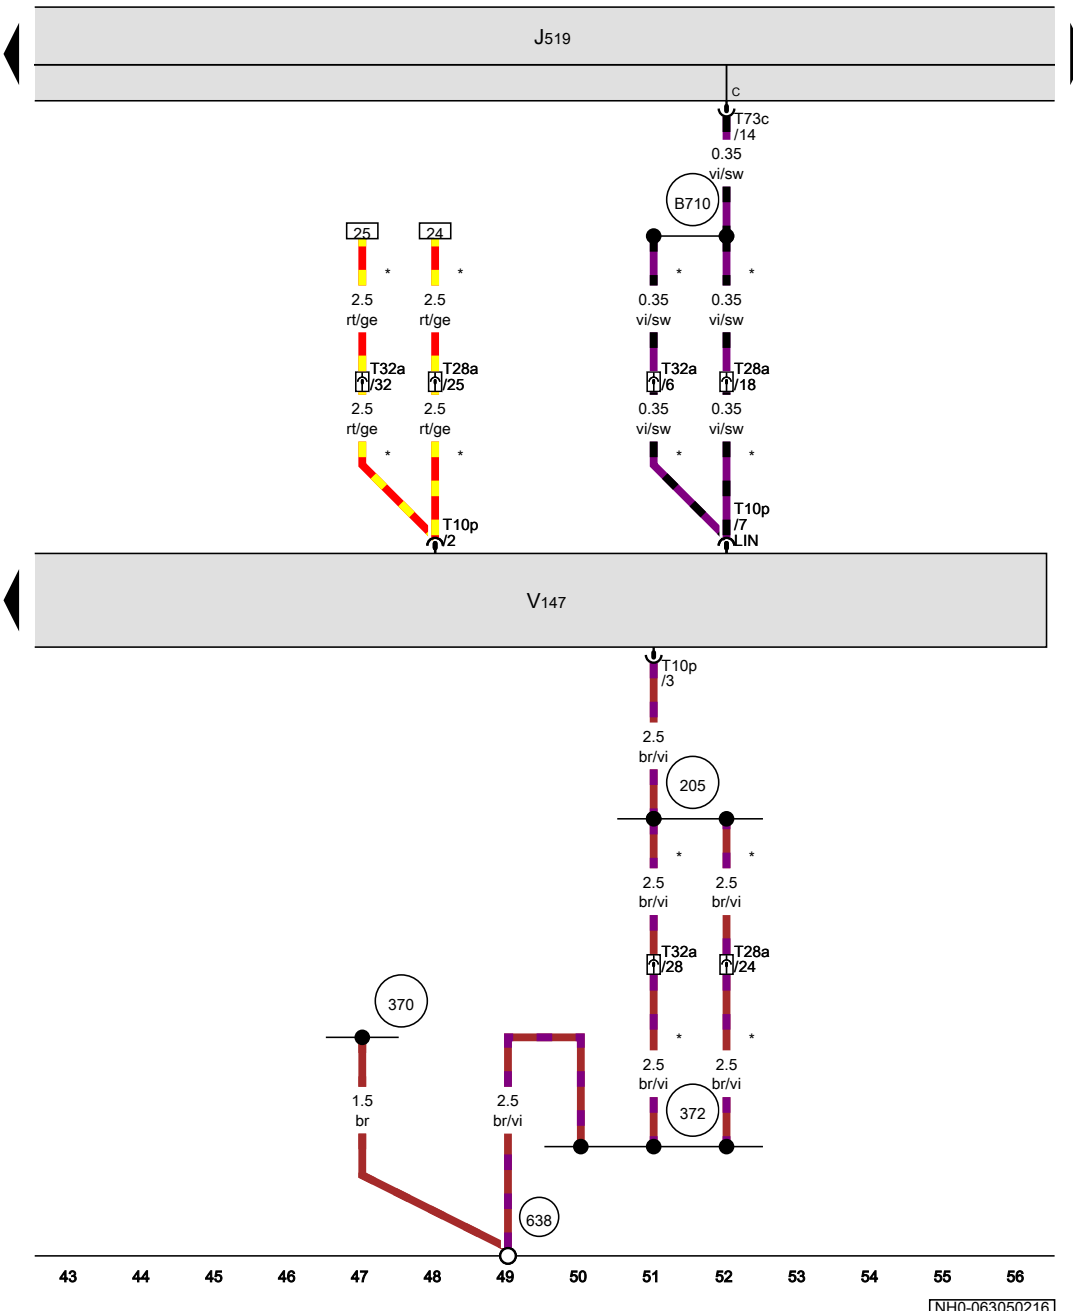 J519
c
T73c
/14
0.35
vi/sw
B710
25 24
* * * *
2.5 2.5 0.35 0.35
rt/ge rt/ge vi/sw vi/sw
T32a T28a T32a T28a
/32 /25 /6 /18
2.5 2.5 0.35 0.35
rt/ge rt/ge vi/sw vi/sw
* * * *
T10p T10p
/2 /7
LIN
V147
T10p
/3
2.5
br/vi
205
* *
2.5 2.5
br/vi br/vi
T32a T28a
/28 /24
370
* *
2.5 2.5
br/vi br/vi
1.5 2.5 372
br br/vi
638
43 44 45 46 47 48 49 50 51 52 53 54 55 56
NH0-063050216